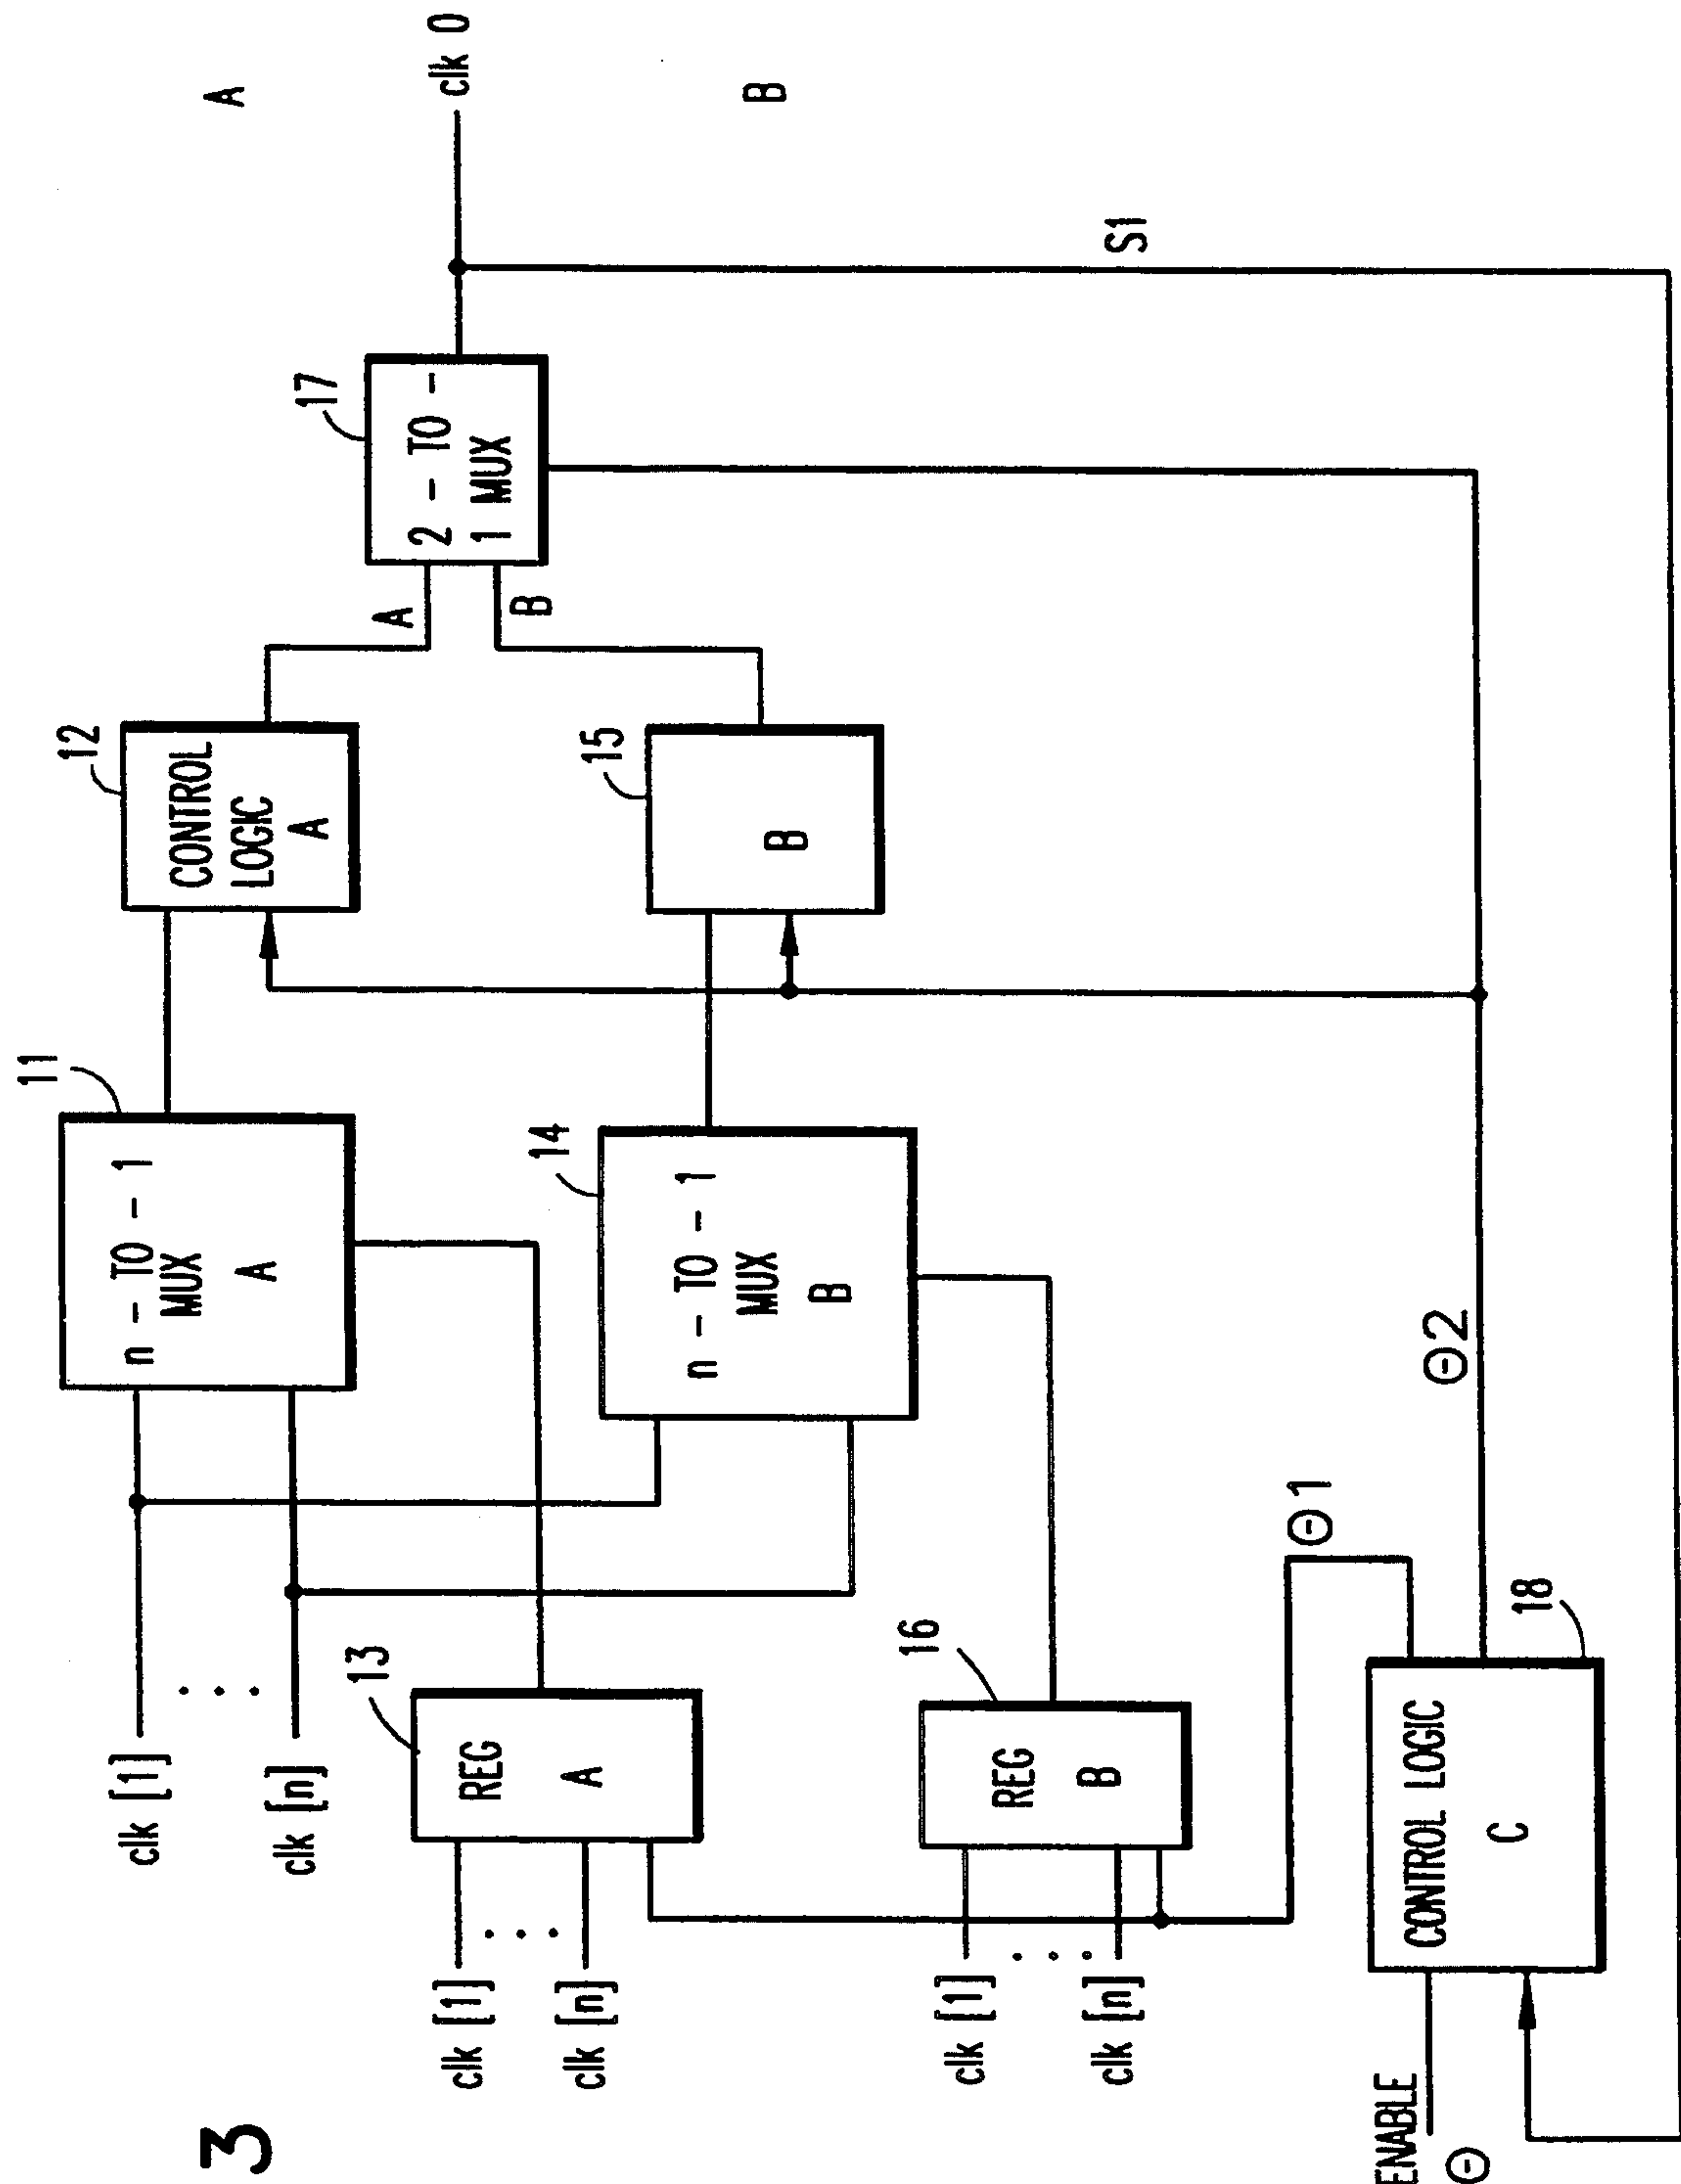 3
clk [1]
clk [n]
n - TO - 1
MUX
A
11
CONTROL
LOGIC
A
12
A
clk [1]
clk [n]
REG
A
13
n - TO - 1
MUX
B
14
B
15
A
B
2 - TO -
1 MUX
17
clk 0
B
clk [1]
clk [n]
REG
B
16
Θ1
Θ2
S1
ENABLE
Θ
CONTROL LOGIC
C
18